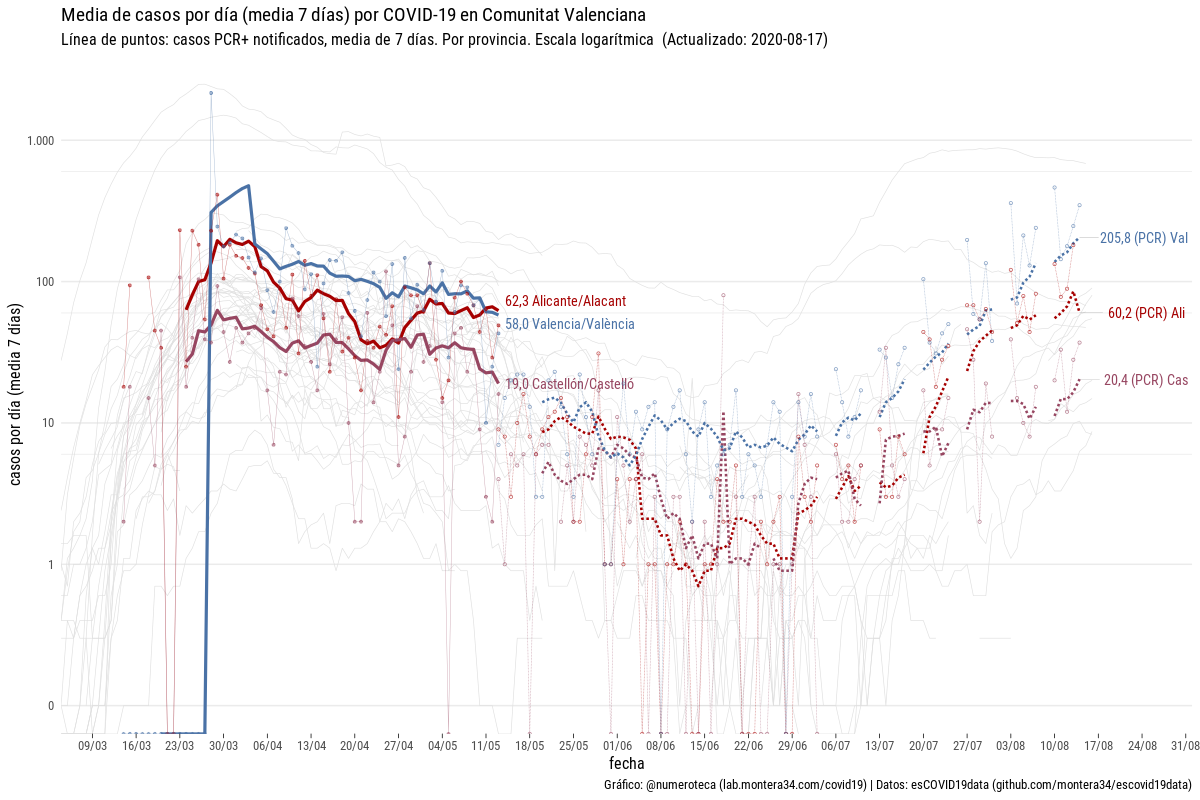 Media de casos por día (media 7 días) por COVID-19 en Comunitat Valenciana
Línea de puntos: casos PCR+ notificados, media de 7 días. Por provincia. Escala logarítmica (Actualizado: 2020-08-17)
casos por día (media 7 días)
1.000
100
10
1
0
62,3 Alicante/Alacant
58,0 Valencia/València
19,0 Castellón/Castelló
205,8 (PCR) Val
60,2 (PCR) Ali
20,4 (PCR) Cas
09/03 16/03 23/03 30/03 06/04 13/04 20/04 27/04 04/05 11/05 18/05 25/05 01/06 08/06 15/06 22/06 29/06 06/07 13/07 20/07 27/07 03/08 10/08 17/08 24/08 31/08
fecha
Gráfico: @numeroteca (lab.montera34.com/covid19) | Datos: esCOVID19data (github.com/montera34/escovid19data)